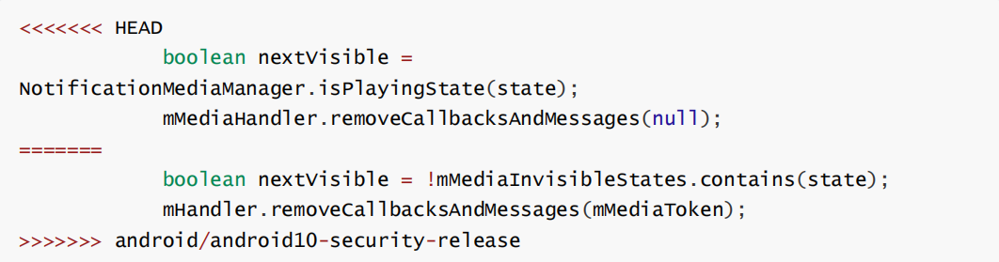 <<<<<<< HEAD
boolean nextVisible =
NotificationMediaManager.isPlayingState(state);
mMediaHandler.removeCallbacksAndMessages(null);
=======
boolean nextVisible = !mMediaInvisibleStates.contains(state);
mHandler.removeCallbacksAndMessages(mMediaToken);
>>>>>>> android/android10-security-release